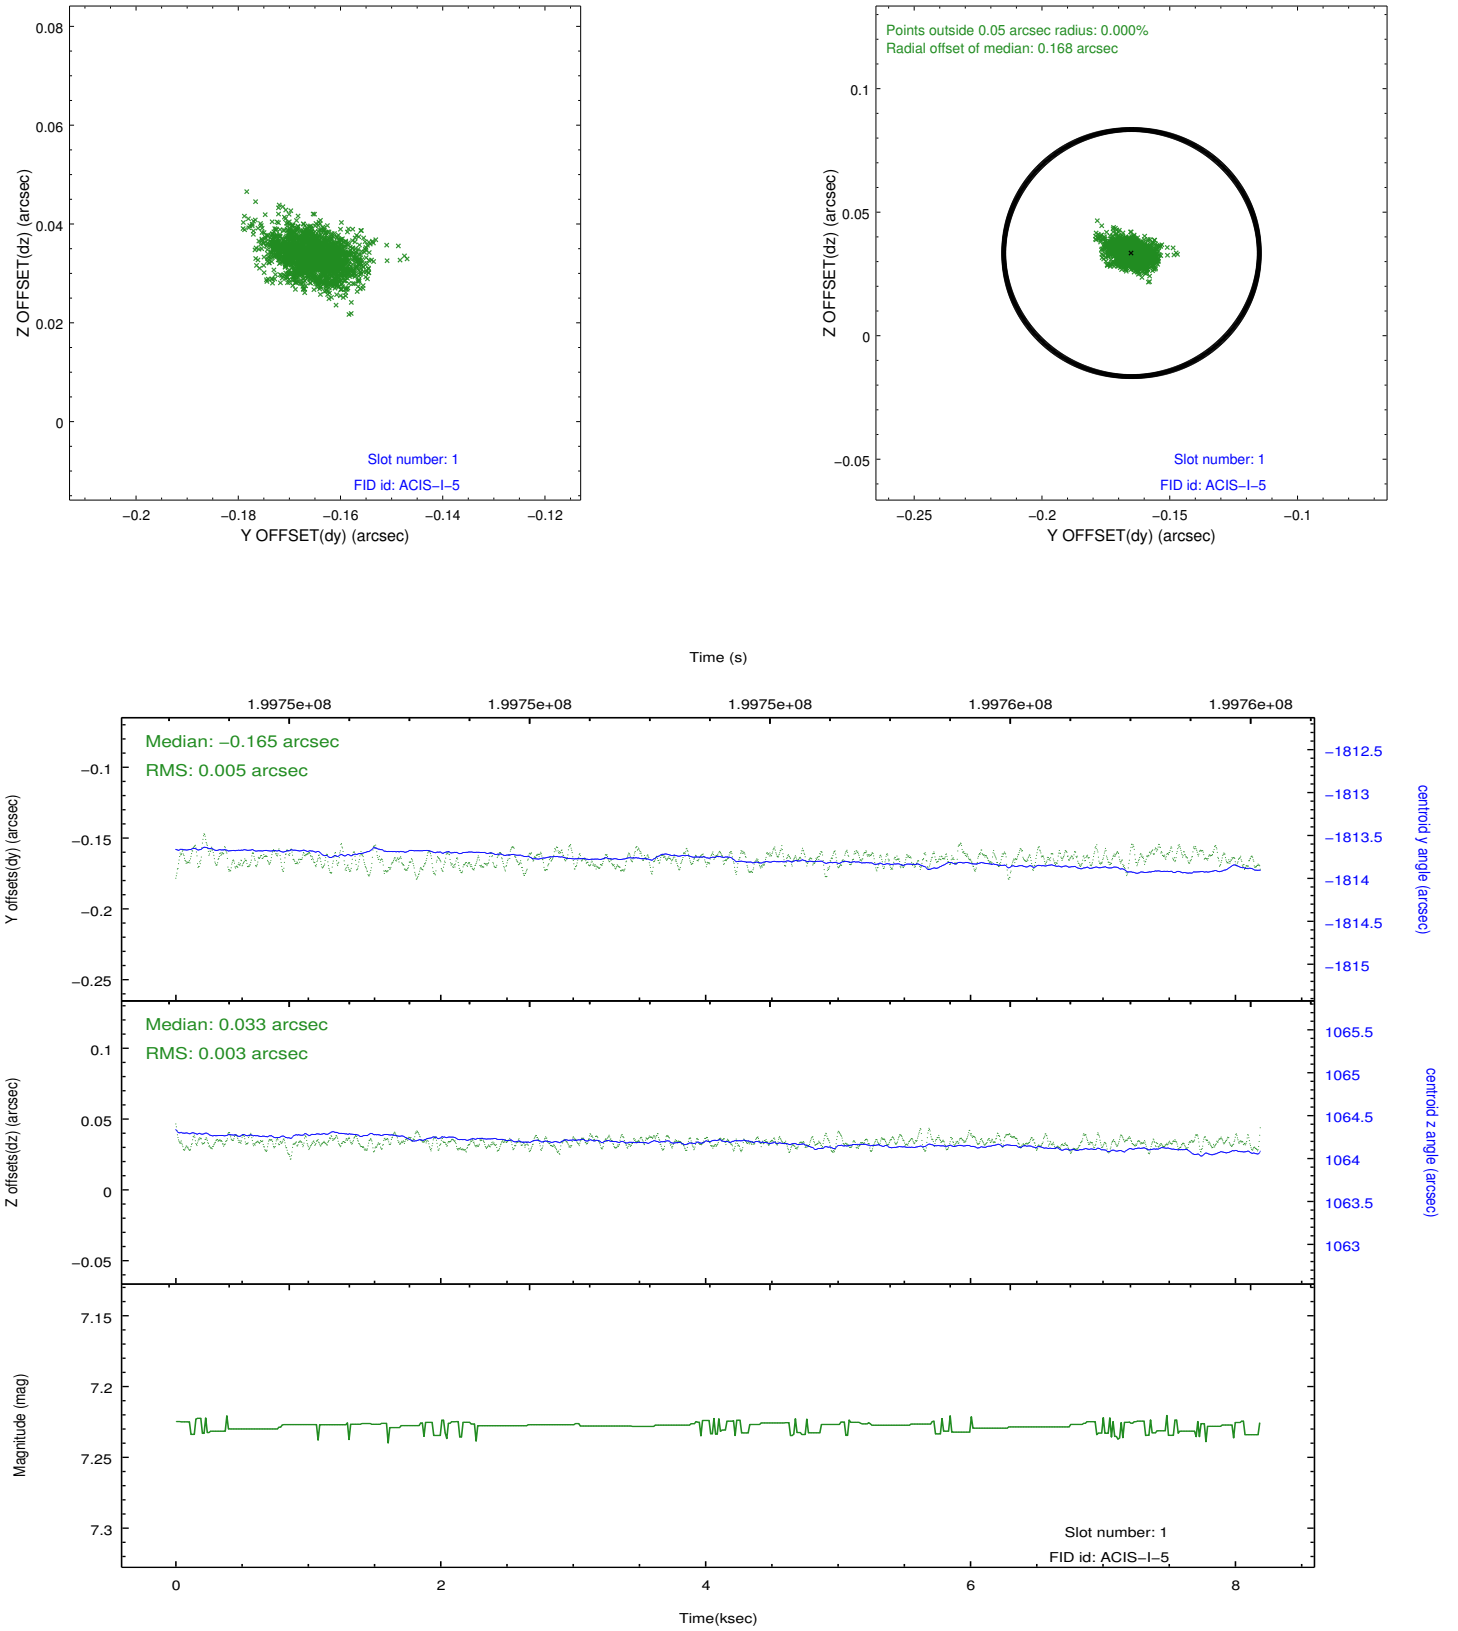 0.08
0.06
0.04
0.02
0
Z OFFSET(dz) (arcsec)
Slot number: 1
FID id: ACIS−I−5
−0.2
−0.18
−0.16
−0.14
−0.12
Y OFFSET(dy) (arcsec)
Points outside 0.05 arcsec radius: 0.000%
Radial offset of median: 0.168 arcsec
0.1
0.05
0
−0.05
Z OFFSET(dz) (arcsec)
Slot number: 1
FID id: ACIS−I−5
−0.25
−0.2
−0.15
−0.1
Y OFFSET(dy) (arcsec)
Time (s)
1.9975e+08
1.9975e+08
1.9975e+08
1.9976e+08
1.9976e+08
Median: −0.165 arcsec
RMS: 0.005 arcsec
−0.1
−0.15
−0.2
−0.25
Y offsets(dy) (arcsec)
−1812.5
−1813
−1813.5
−1814
−1814.5
−1815
centroid y angle (arcsec)
Median: 0.033 arcsec
RMS: 0.003 arcsec
0.1
0.05
0
−0.05
Z offsets(dz) (arcsec)
1065.5
1065
1064.5
1064
1063.5
1063
centroid z angle (arcsec)
7.15
7.2
7.25
7.3
Magnitude (mag)
Slot number: 1
FID id: ACIS−I−5
0
2
4
6
8
Time(ksec)